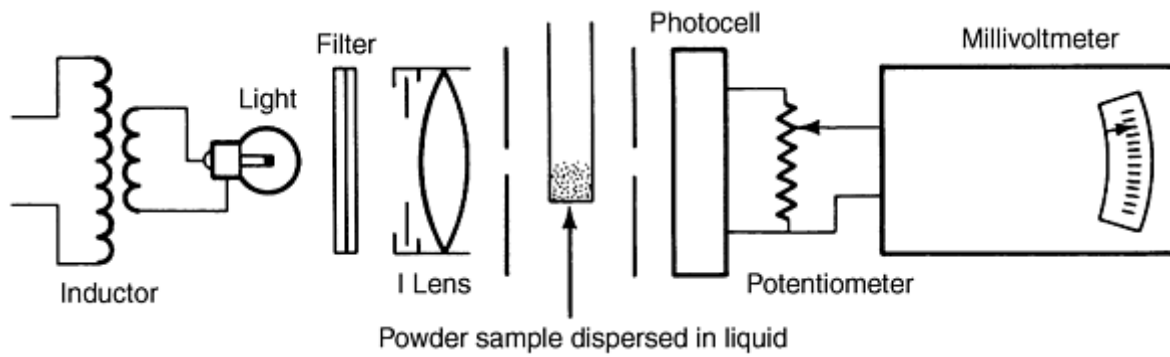 Photocell
Filter
Millivoltmeter
Light
Inductor
I Lens
Potentiometer
Powder sample dispersed in liquid